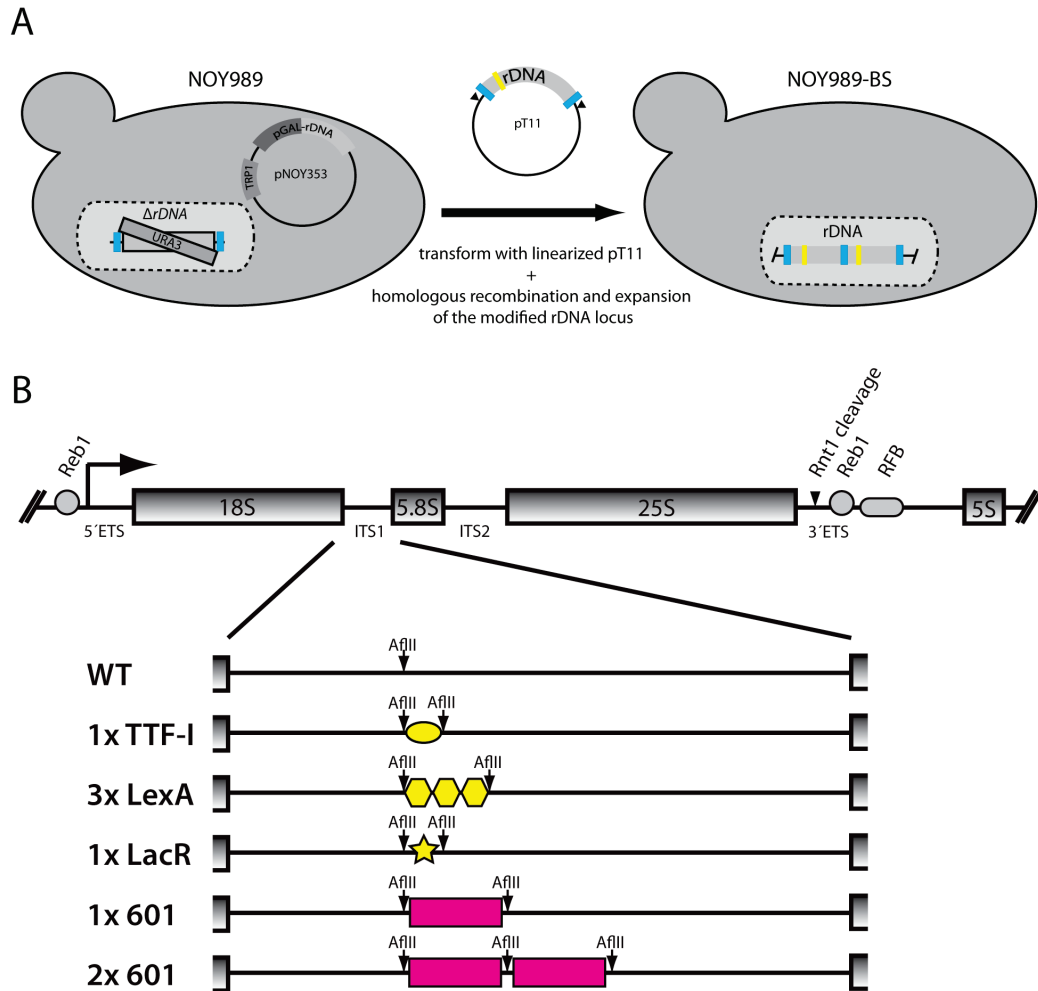 A
NOY989
pGAL-rDNA
TRP1
pNOY353
ΔrDNA
URA3
rDNA
pT11
transform with linearized pT11
+
homologous recombination and expansion
of the modified rDNA locus
NOY989-BS
rDNA
B
Reb1
Rnt1 cleavage
Reb1
RFB
18S
5.8S
25S
5S
5´ETS
ITS1
ITS2
3´ETS
WT
AflII
1x TTF-I
AflII AflII
3x LexA
AflII AflII
1x LacR
AflII AflII
1x 601
AflII AflII
2x 601
AflII AflII AflII